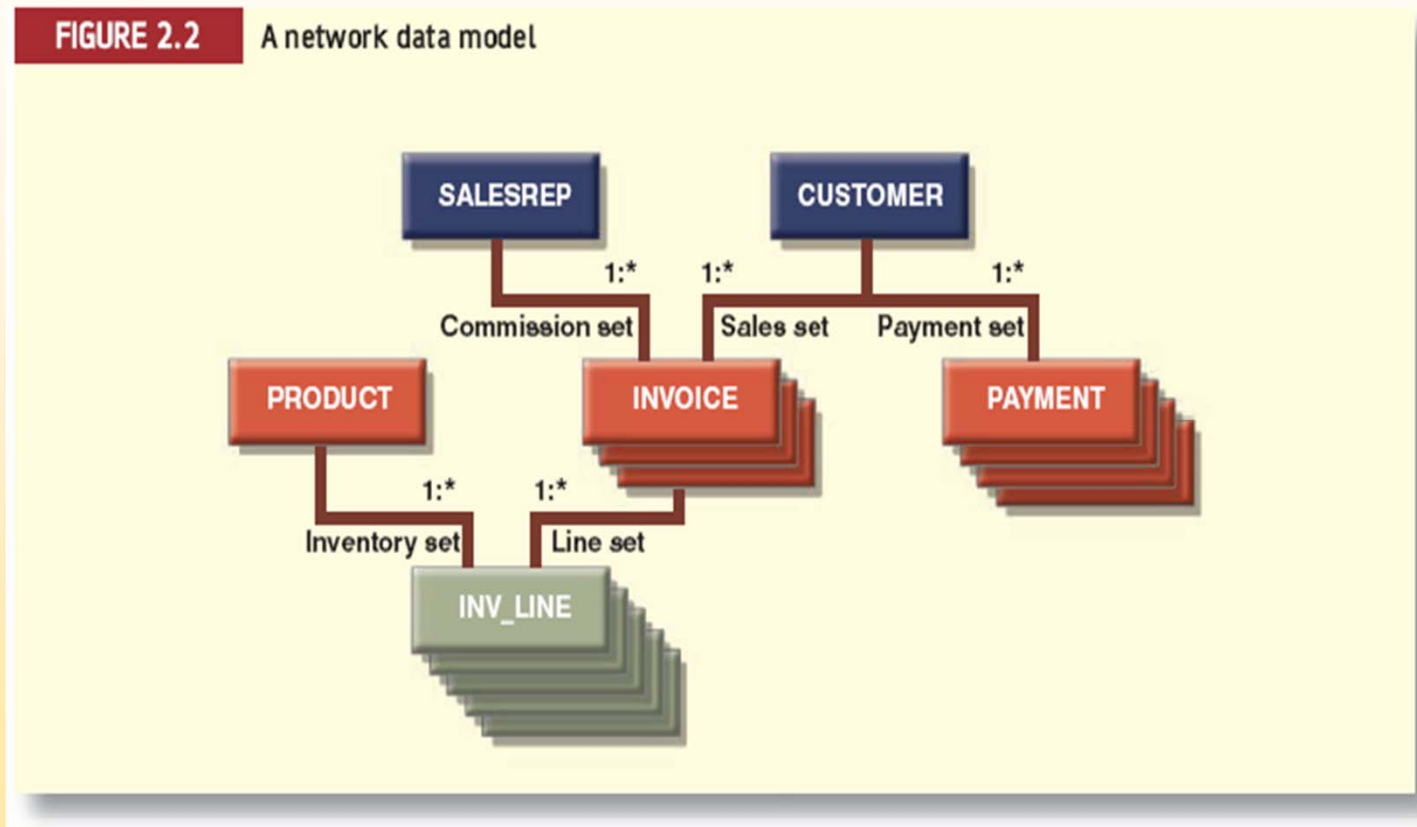 FIGURE 2.2 A network data model
SALESREP CUSTOMER
1:* 1:* 1:*
Commission set Sales set Payment set
PRODUCT INVOICE PAYMENT
1:* 1:*
Inventory set Line set
INV_LINE